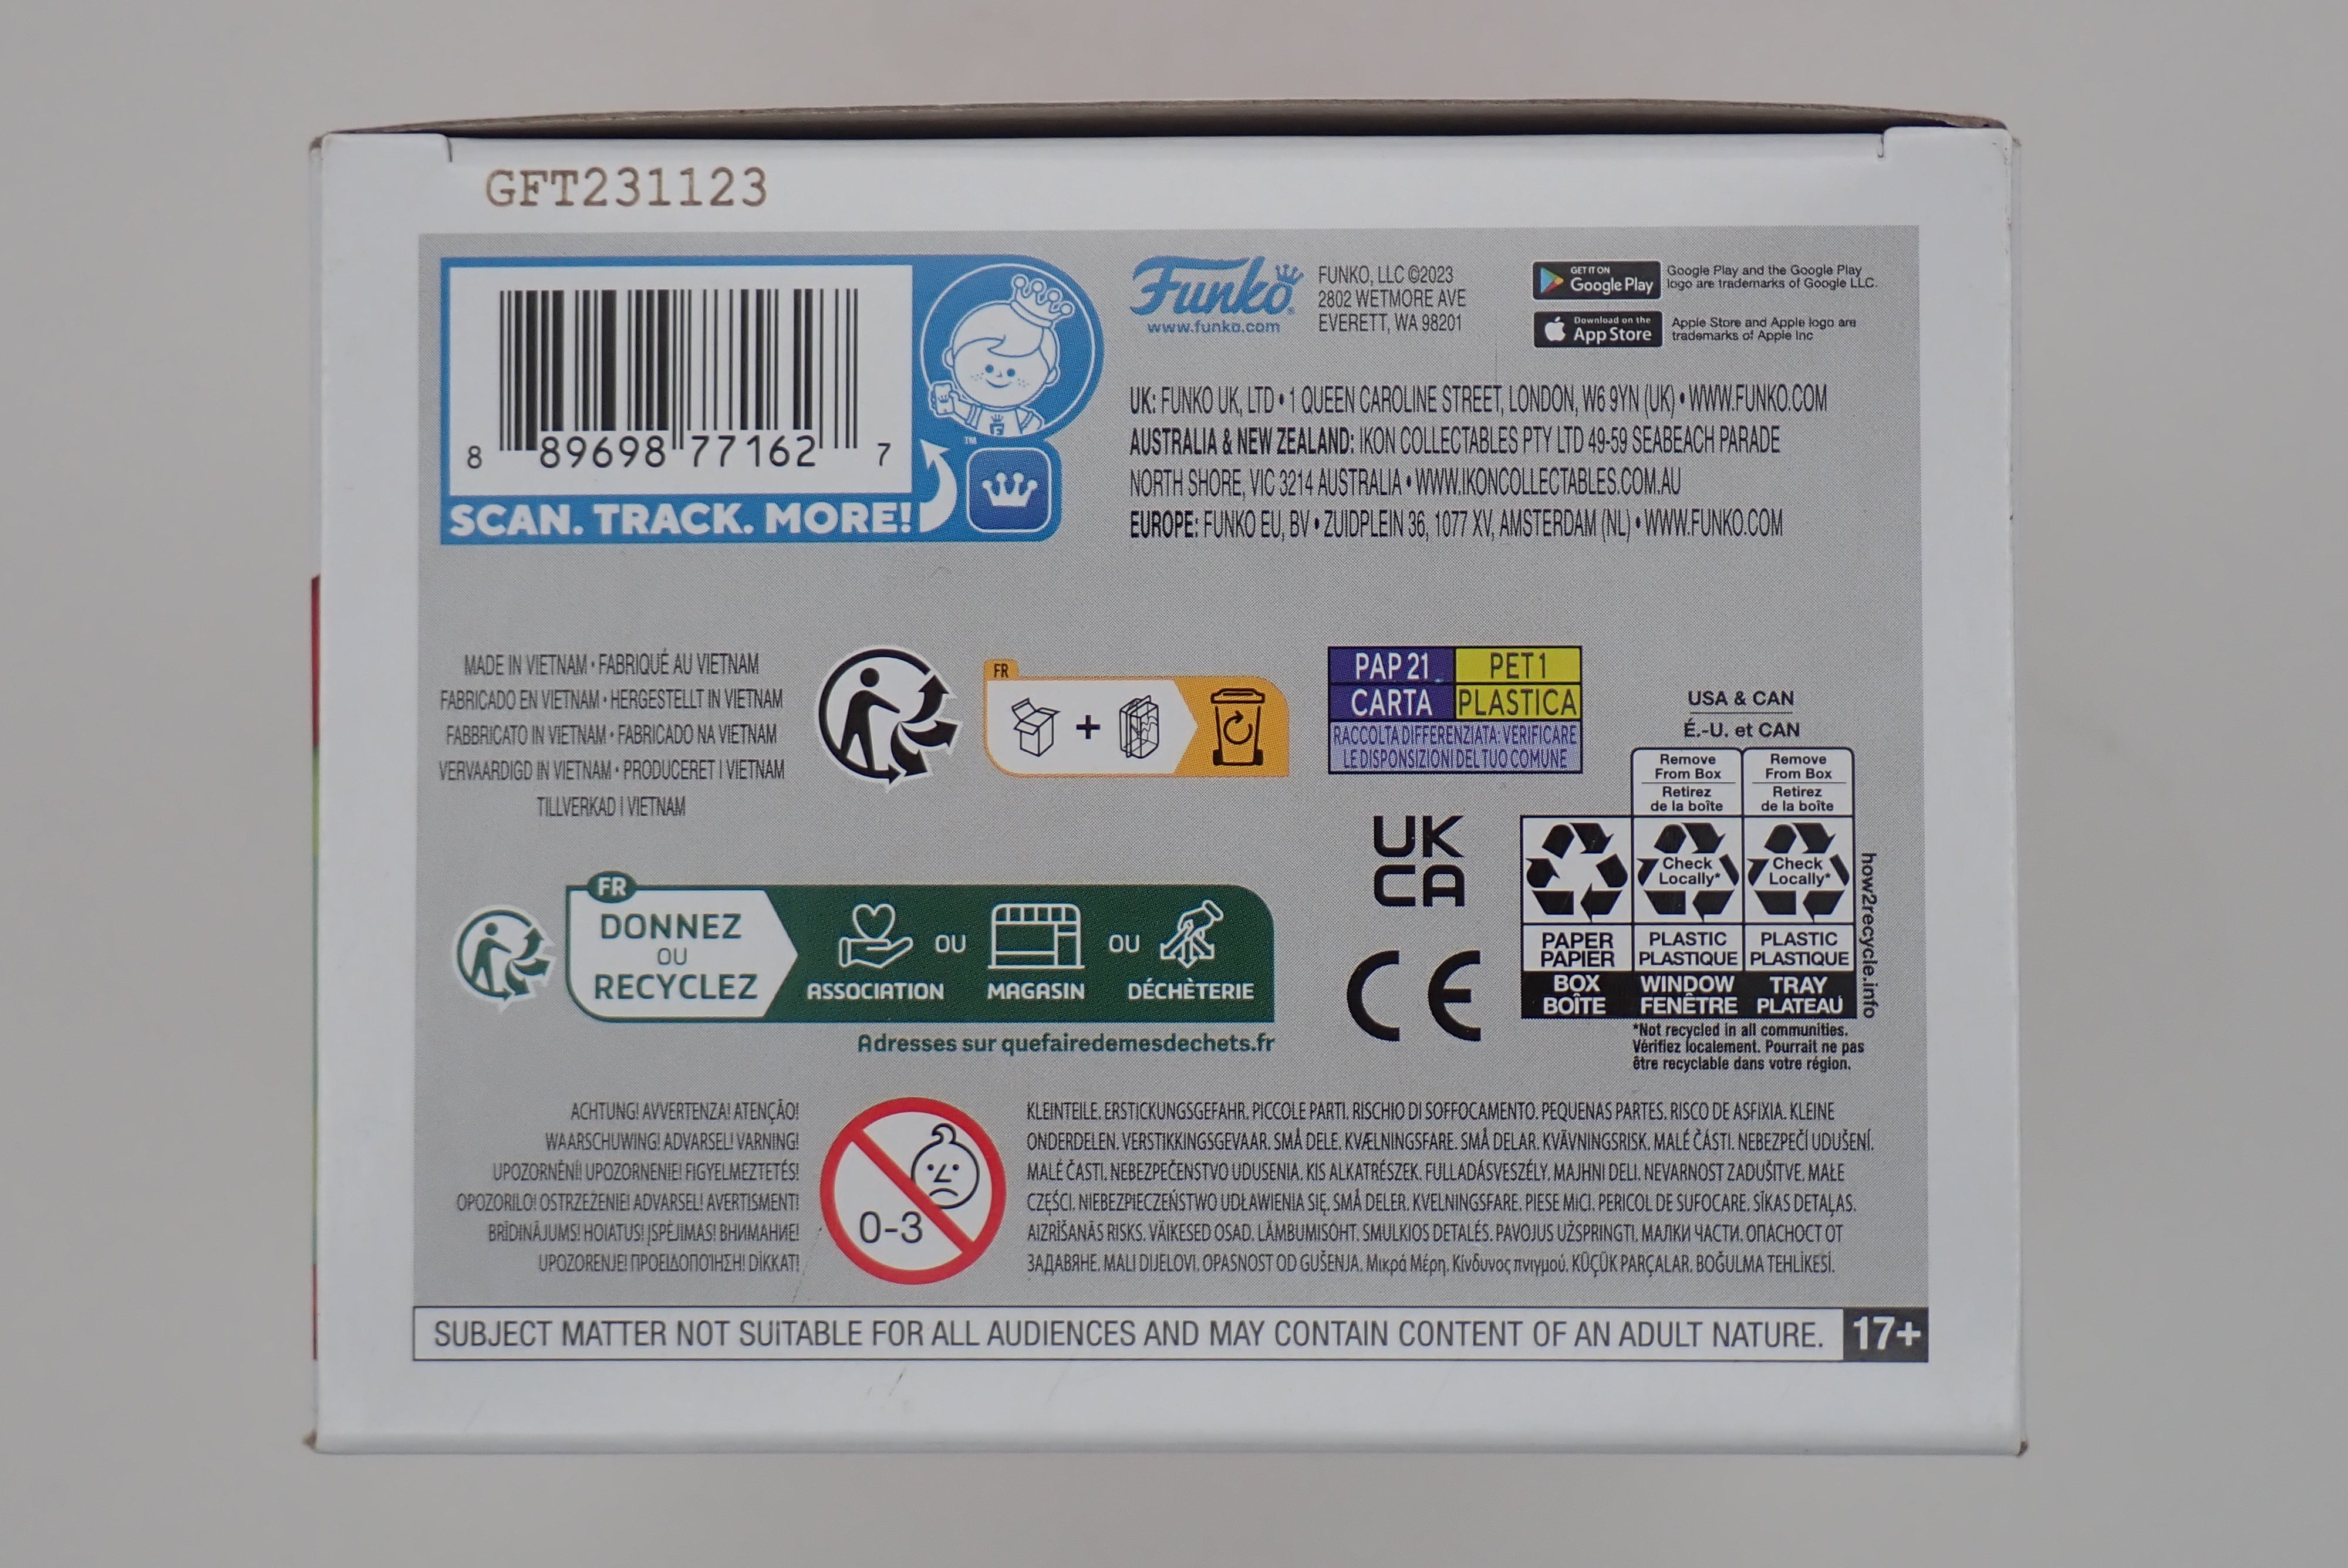 GFT231123
8 89698 77162 7
SCAN. TRACK. MORE!
TM
Funko
www.funko.com
FUNKO, LLC ©2023
2802 WETMORE AVE
EVERETT, WA 98201
GET IT ON
Google Play
Google Play and the Google Play
logo are trademarks of Google LLC.
Download on the
App Store
Apple Store and Apple logo are
trademarks of Apple Inc
UK: FUNKO UK, LTD • 1 QUEEN CAROLINE STREET, LONDON, W6 9YN (UK) • WWW.FUNKO.COM
AUSTRALIA & NEW ZEALAND: IKON COLLECTABLES PTY LTD 49-59 SEABEACH PARADE
NORTH SHORE, VIC 3214 AUSTRALIA • WWW.IKONCOLLECTABLES.COM.AU
EUROPE: FUNKO EU, BV • ZUIDPLEIN 36, 1077 XV, AMSTERDAM (NL) • WWW.FUNKO.COM
MADE IN VIETNAM • FABRIQUÉ AU VIETNAM
FABRICADO EN VIETNAM • HERGESTELLT IN VIETNAM
FABBRICATO IN VIETNAM • FABRICADO NA VIETNAM
VERVAARDIGD IN VIETNAM • PRODUCERET I VIETNAM
TILLVERKAD I VIETNAM
FR
+
PAP 21 PET 1
CARTA PLASTICA
RACCOLTA DIFFERENZIATA: VERIFICARE
LE DISPONSIZIONI DEL TUO COMUNE
USA & CAN
É.-U. et CAN
Remove
From Box
Retirez
de la boîte
Remove
From Box
Retirez
de la boîte
Check
Locally*
Check
Locally*
PAPER
PAPIER
PLASTIC
PLASTIQUE
PLASTIC
PLASTIQUE
BOX
BOÎTE
WINDOW
FENÊTRE
TRAY
PLATEAU
how2recycle.info
*Not recycled in all communities.
Vérifiez localement. Pourrait ne pas
être recyclable dans votre région.
UK
CA
CE
FR
DONNEZ
OU
RECYCLEZ
ASSOCIATION
OU
MAGASIN
OU
DÉCHÈTERIE
Adresses sur quefairedemesdechets.fr
ACHTUNG! AVVERTENZA! ATENÇÃO!
WAARSCHUWING! ADVARSEL! VARNING!
UPOZORNĚNÍ! UPOZORNENIE! FIGYELMEZTETÉS!
OPOZORILO! OSTRZEŻENIE! ADVARSEL! AVERTISMENT!
BRĪDINĀJUMS! HOIATUS! ĮSPĖJIMAS! ВНИМАНИЕ!
UPOZORENJE! ΠΡΟΕΙΔΟΠΟΊΗΣΗ! DİKKAT!
0-3
KLEINTEILE. ERSTICKUNGSGEFAHR. PICCOLE PARTI. RISCHIO DI SOFFOCAMENTO. PEQUENAS PARTES. RISCO DE ASFIXIA. KLEINE
ONDERDELEN. VERSTIKKINGSGEVAAR. SMÅ DELE. KVÆLNINGSFARE. SMÅ DELAR. KVÄVNINGSRISK. MALÉ ČÁSTI. NEBEZPEČÍ UDUŠENÍ.
MALÉ ČASTI. NEBEZPEČENSTVO UDUSENIA. KIS ALKATRÉSZEK. FULLADÁSVESZÉLY. MAJHNI DELI. NEVARNOST ZADUŠITVE. MAŁE
CZĘŚCI. NIEBEZPIECZEŃSTWO UDŁAWIENIA SIĘ. SMÅ DELER. KVELNINGSFARE. PIESE MICI. PERICOL DE SUFOCARE. SĪKAS DETAĻAS.
AIZRĪŠANĀS RISKS. VÄIKESED OSAD. LÄMBUMISOHT. SMULKIOS DETALĖS. PAVOJUS UŽSPRINGTI. МАЛКИ ЧАСТИ. ОПАСНОСТ ОТ
ЗАДАВЯНЕ. MALI DIJELOVI. OPASNOST OD GUŠENJA. Μικρά Μέρη. Κίνδυνος πνιγμού. KÜÇÜK PARÇALAR. BOĞULMA TEHLİKESİ.
SUBJECT MATTER NOT SUITABLE FOR ALL AUDIENCES AND MAY CONTAIN CONTENT OF AN ADULT NATURE. 17+